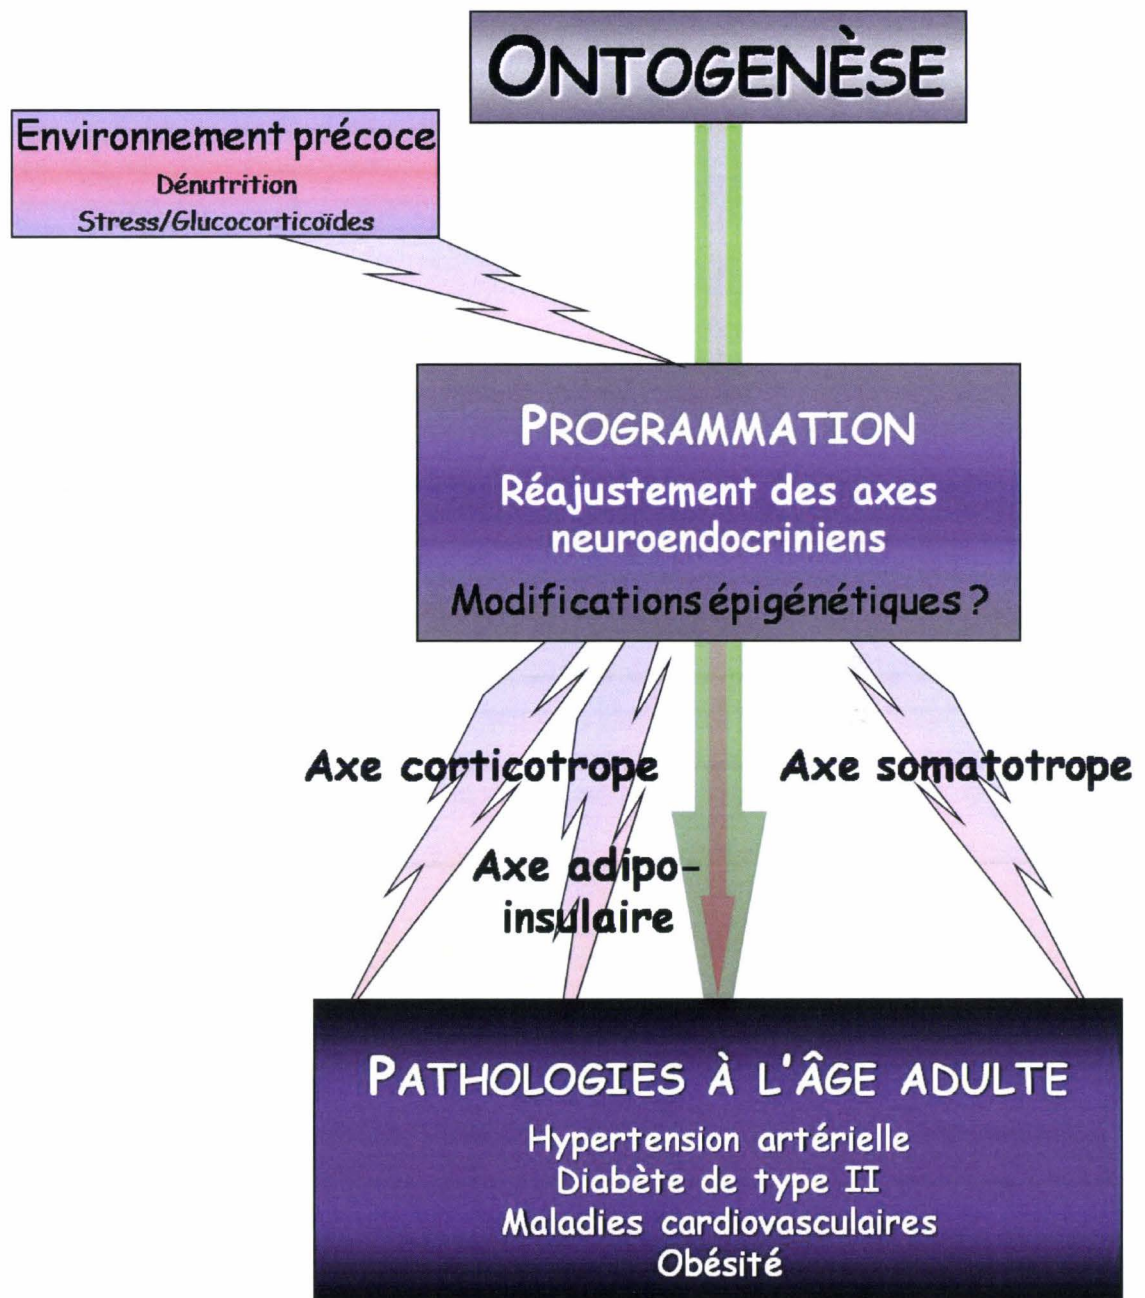 ONTOGENÈSE
Environnement précoce
Dénutrition
Stress/Glucocorticoïdes
PROGRAMMATION
Réajustement des axes
neuroendocriniens
Modifications épigénétiques ?
Axe corticotrope
Axe somatotrope
Axe adipo-
insulaire
PATHOLOGIES À L'ÂGE ADULTE
Hypertension artérielle
Diabète de type II
Maladies cardiovasculaires
Obésité